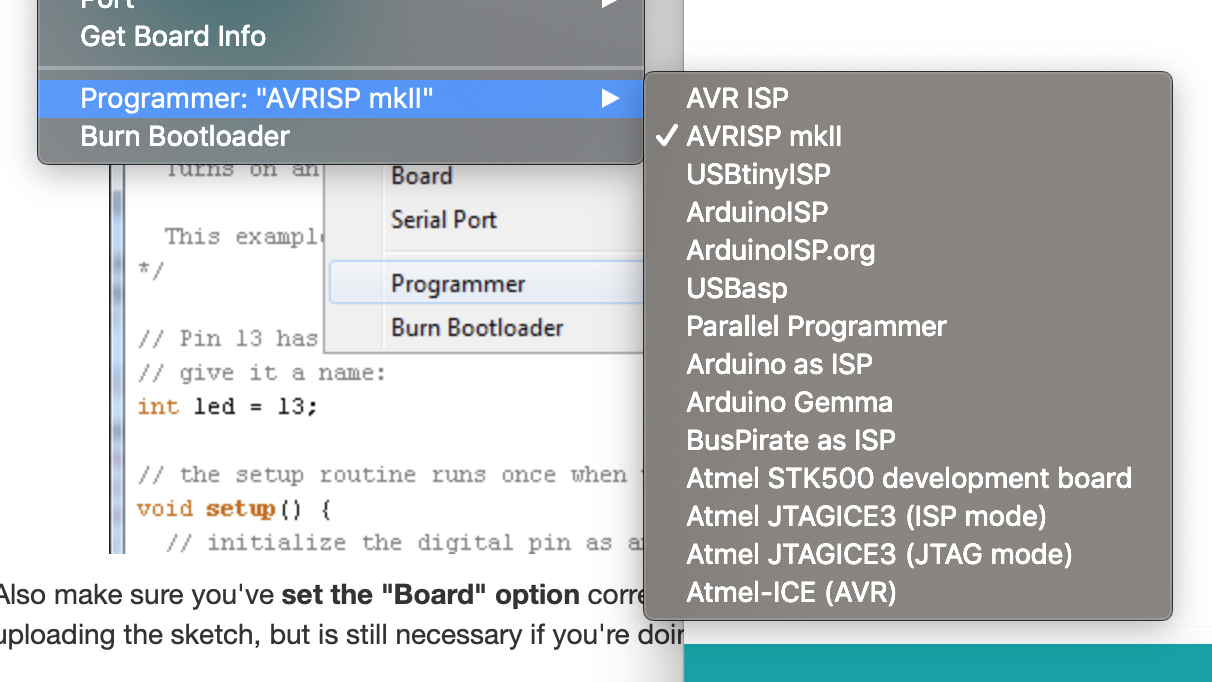 Port
Get Board Info
Programmer: "AVRISP mkII"
Burn Bootloader
AVR ISP
✓ AVRISP mkII
USBtinyISP
ArduinoISP
ArduinoISP.org
USBasp
Parallel Programmer
Arduino as ISP
Arduino Gemma
BusPirate as ISP
Atmel STK500 development board
Atmel JTAGICE3 (ISP mode)
Atmel JTAGICE3 (JTAG mode)
Atmel-ICE (AVR)
Turns on an
This example
*/
// Pin 13 has
// give it a name:
int led = 13;
// the setup routine runs once when
void setup() {
// initialize the digital pin as
Board
Serial Port
Programmer
Burn Bootloader
Also make sure you've set the "Board" option
uploading the sketch, but is still necessary if you're